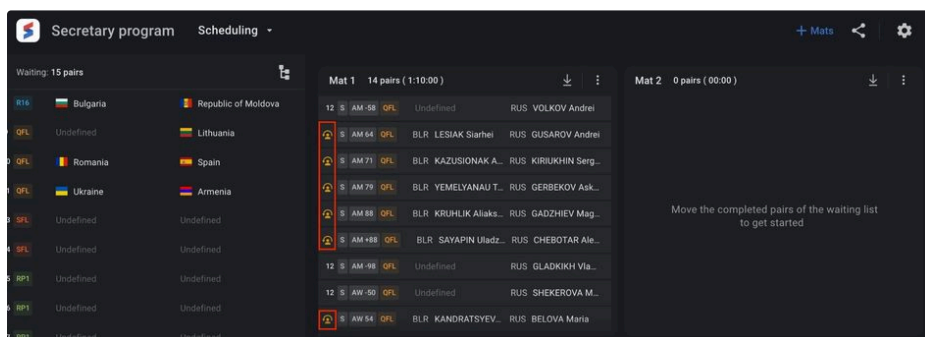 Secretary program Scheduling
+ Mats
Waiting: 15 pairs
R16 Bulgaria Republic of Moldova
QFL Undefined Lithuania
0 QFL Romania Spain
1 QFL Ukraine Armenia
3 SFL Undefined Undefined
4 SFL Undefined Undefined
5 RP1 Undefined Undefined
6 RP1 Undefined Undefined
Mat 1 14 pairs ( 1:10:00 )
12 S AM -58 QFL Undefined RUS VOLKOV Andrei
S AM 64 QFL BLR LESIAK Siarhei RUS GUSAROV Andrei
S AM 71 QFL BLR KAZUSIONAK A... RUS KIRIUKHIN Serg...
S AM 79 QFL BLR YEMELYANAU T... RUS GERBEKOV Ask...
S AM 88 QFL BLR KRUHLIK Aliaks... RUS GADZHIEV Mag...
S AM +88 QFL BLR SAYAPIN Uladz... RUS CHEBOTAR Ale...
12 S AM -98 QFL Undefined RUS GLADKIKH Vla...
12 S AW -50 QFL Undefined RUS SHEKEROVA M...
S AW 54 QFL BLR KANDRATSYEV... RUS BELOVA Maria
Mat 2 0 pairs ( 00:00 )
Move the completed pairs of the waiting list
to get started